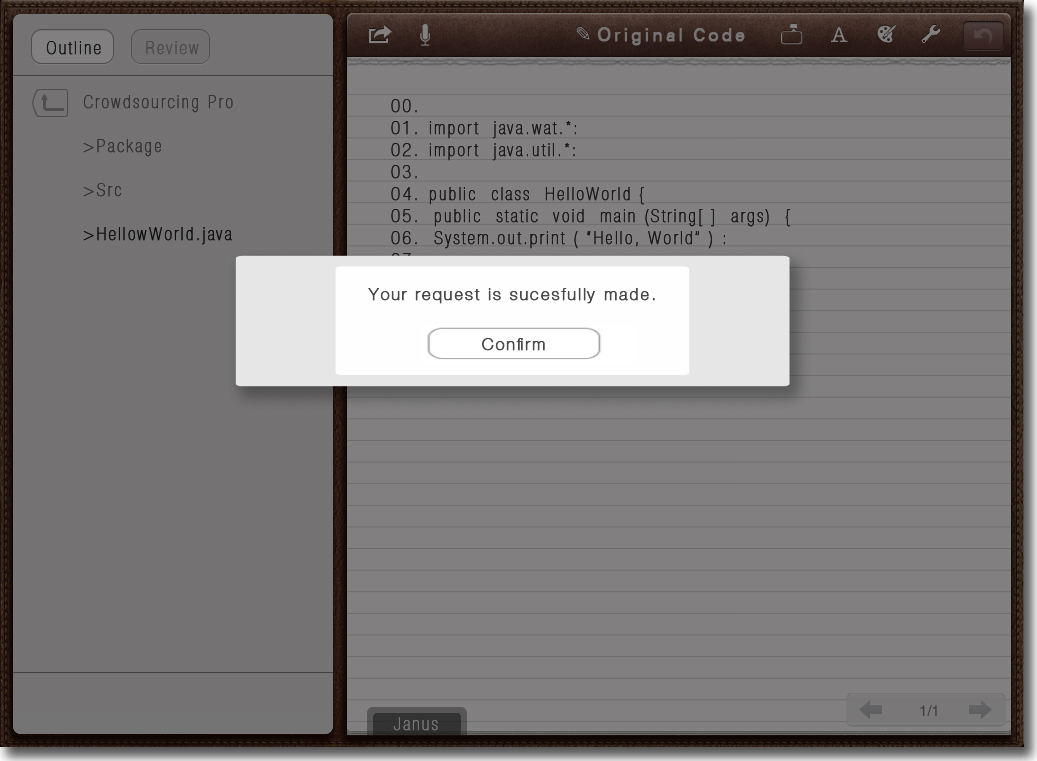 Outline Review
Crowdsourcing Pro
>Package
>Src
>HellowWorld.java
Original Code
A
00.
01. import java.wat.*:
02. import java.util.*:
03.
04. public class HelloWorld {
05. public static void main (String[ ] args) {
06. System.out.print ( "Hello, World" ) :
Your request is sucesfully made.
Confirm
Janus
1/1